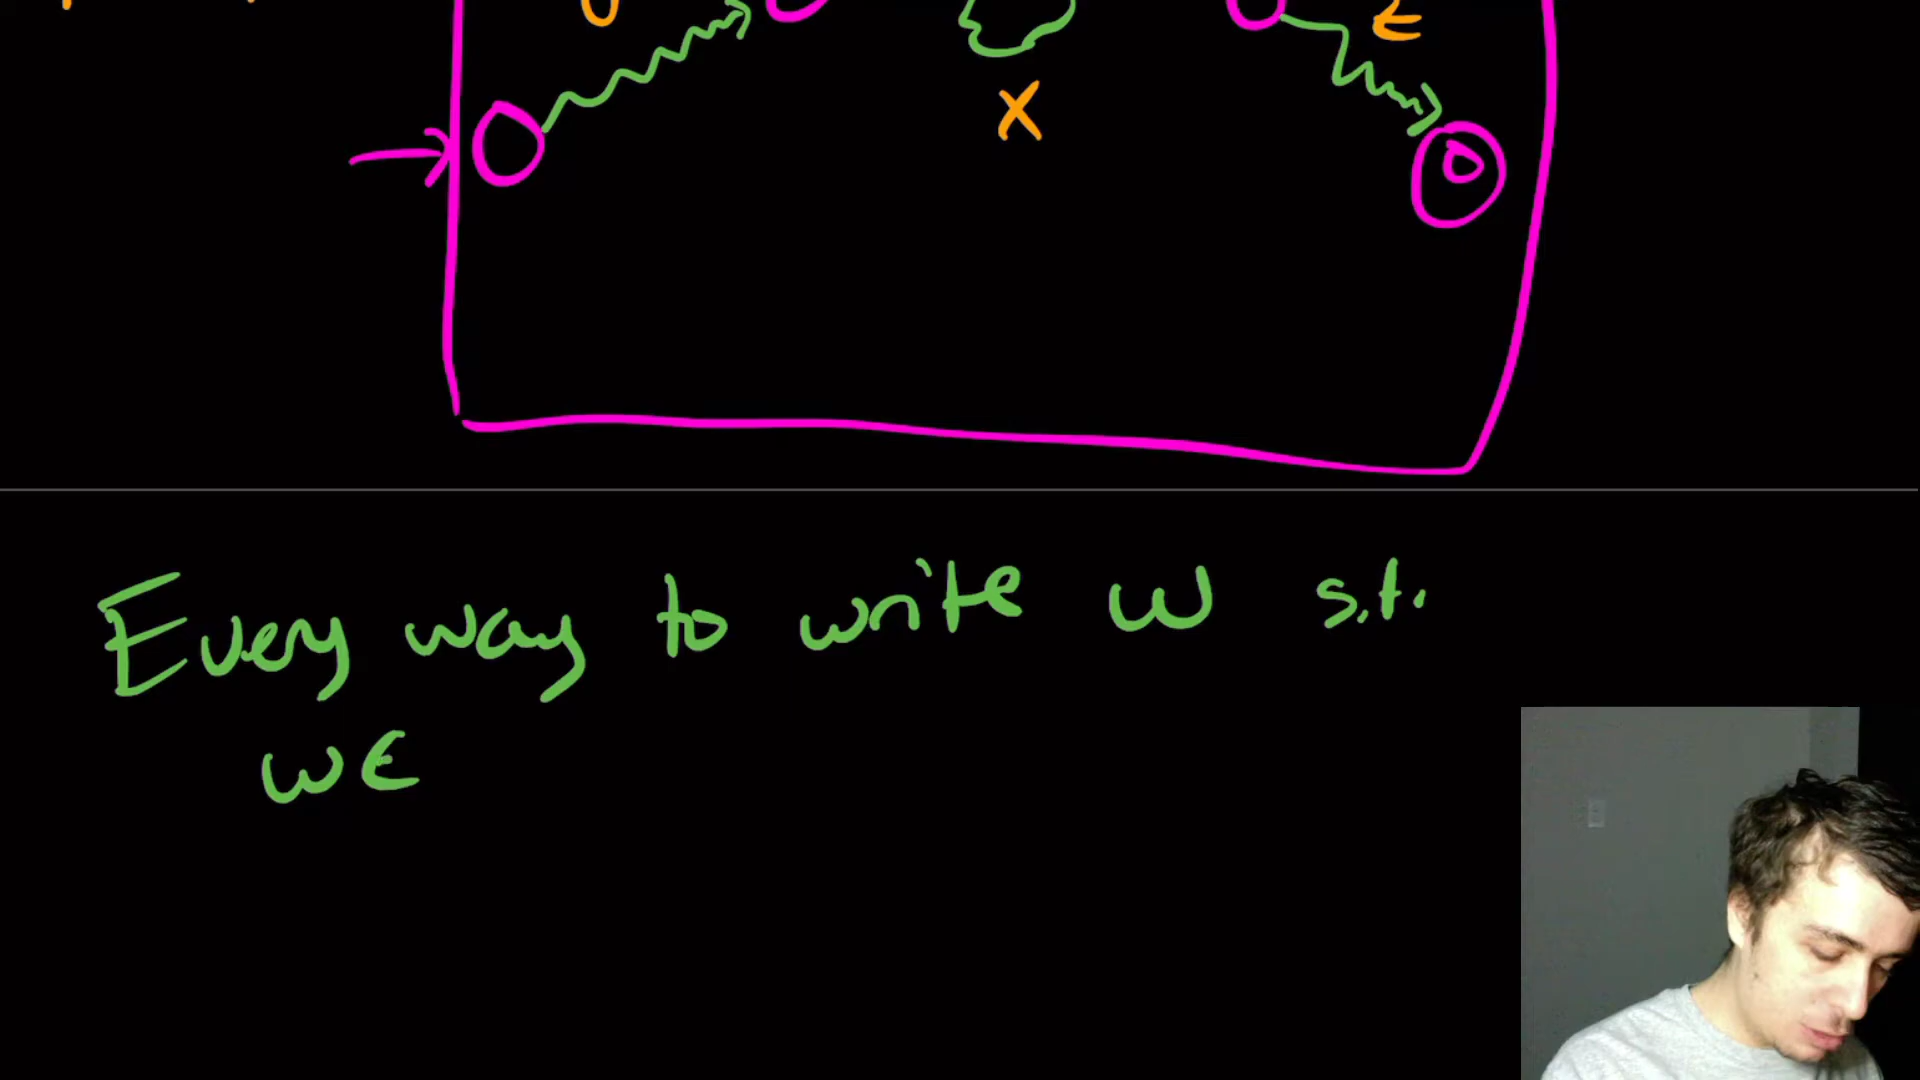 z
x
Every way to write w s.t.
w ∈